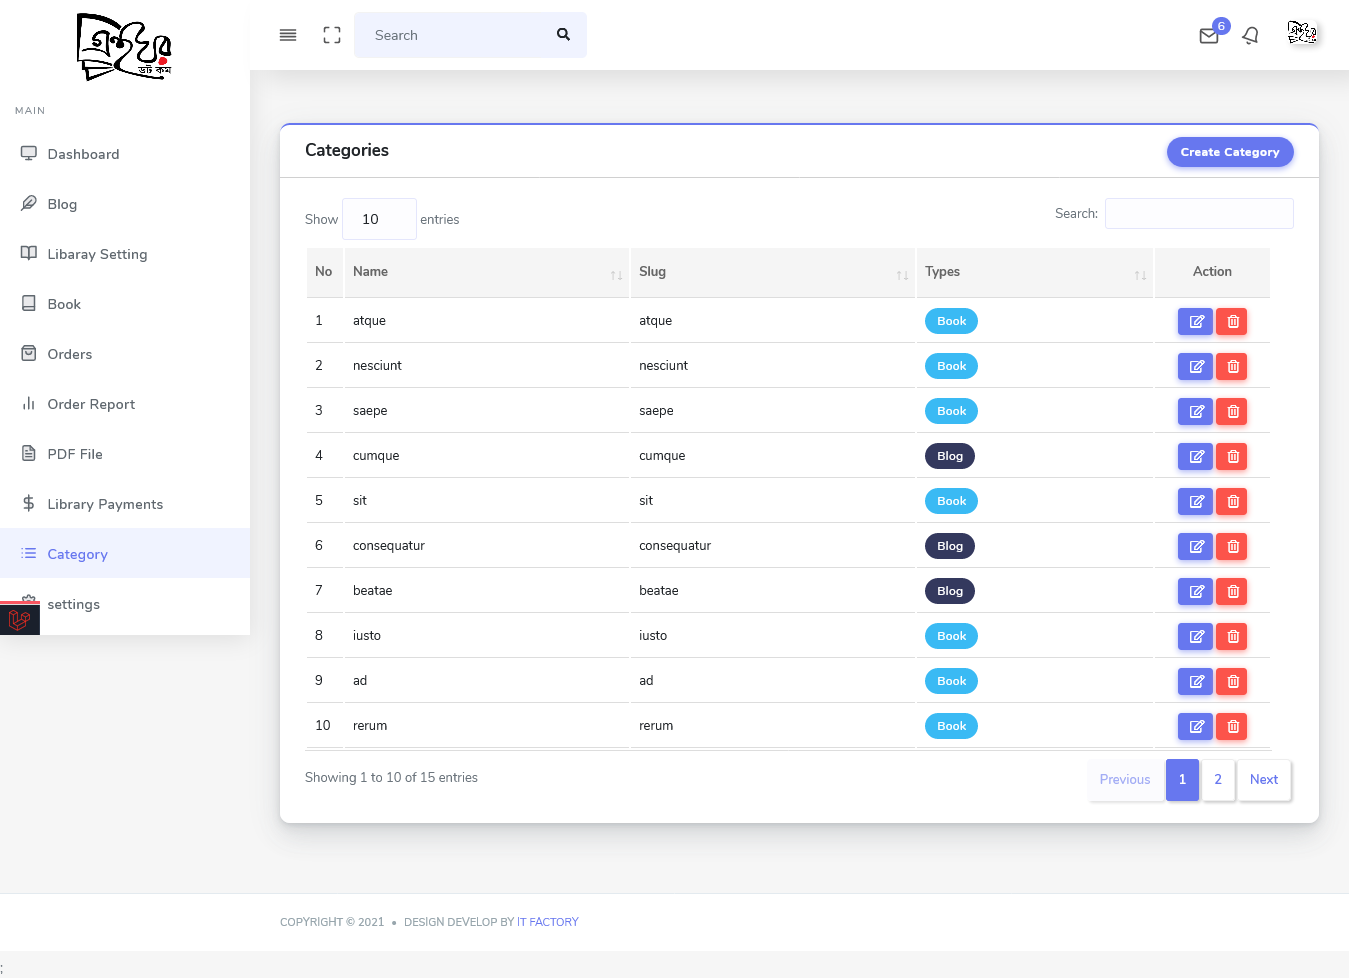 ডট কম
Search
6
MAIN
Dashboard
Blog
Libaray Setting
Book
Orders
Order Report
PDF File
Library Payments
Category
settings
Categories
Create Category
Show 10 entries
Search:
No Name Slug Types Action
1 atque atque Book
2 nesciunt nesciunt Book
3 saepe saepe Book
4 cumque cumque Blog
5 sit sit Book
6 consequatur consequatur Blog
7 beatae beatae Blog
8 iusto iusto Book
9 ad ad Book
10 rerum rerum Book
Showing 1 to 10 of 15 entries
Previous 1 2 Next
COPYRIGHT © 2021 • DESIGN DEVELOP BY IT FACTORY
;